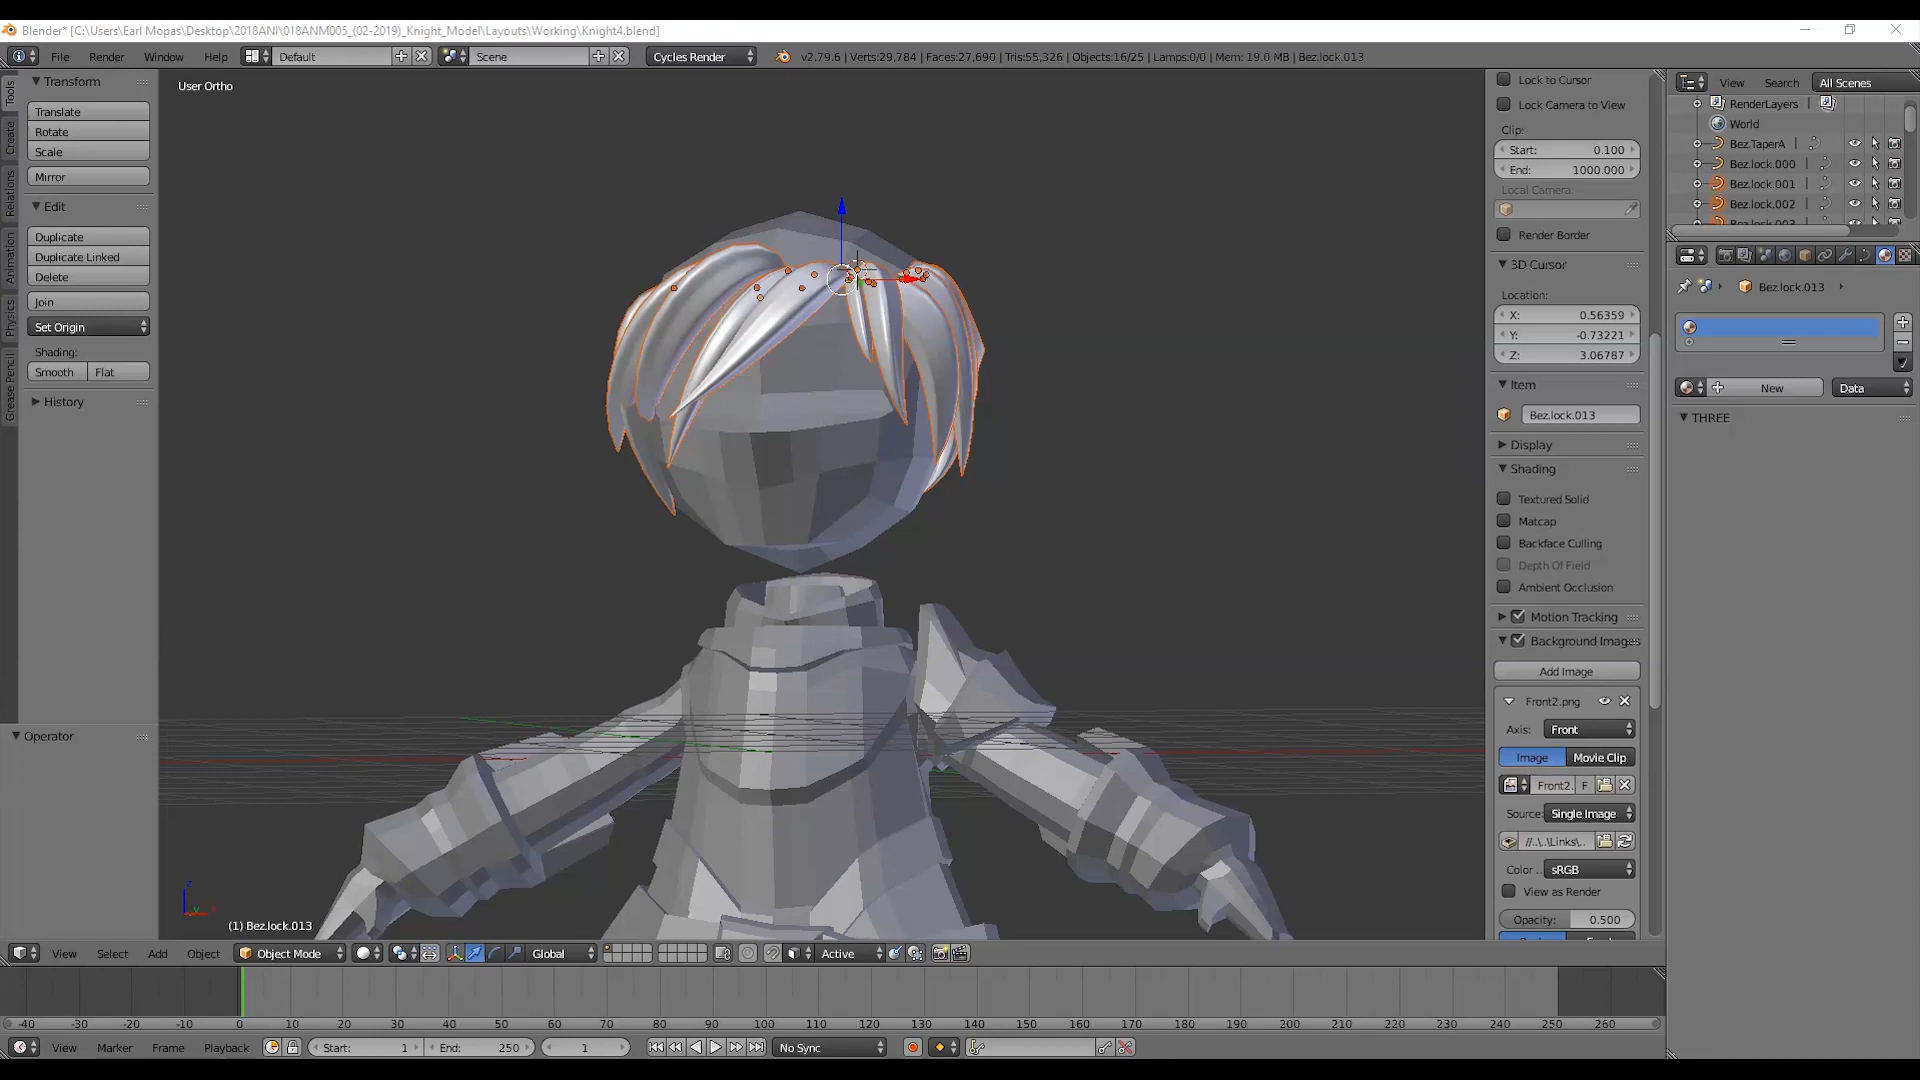 Blender* [C:\Users\Earl Mopas\Desktop\2018ANI\018ANM005_(02-2019)_Knight_Model\Layouts\Working\Knight4.blend]
File Render Window Help Default Scene Cycles Render v2.79.6 | Verts:29,784 | Faces:27,690 | Tris:55,326 | Objects:16/25 | Lamps:0/0 | Mem: 19.0 MB | Bez.lock.013
Tools
Create
Relations
Animation
Physics
Grease Pencil
Transform
Translate
Rotate
Scale
Mirror
Edit
Duplicate
Duplicate Linked
Delete
Join
Set Origin
Shading:
Smooth Flat
History
Operator
User Ortho
(1) Bez.lock.013
Lock to Cursor
Lock Camera to View
Clip:
Start: 0.100
End: 1000.000
Local Camera:
Render Border
3D Cursor
Location:
X: 0.56359
Y: -0.73221
Z: 3.06787
Item
Bez.lock.013
Display
Shading
Textured Solid
Matcap
Backface Culling
Depth Of Field
Ambient Occlusion
Motion Tracking
Background Images
Add Image
Front2.png
Axis: Front
Image Movie Clip
Front2. F
Source: Single Image
//..\..\Links\..
Color .. sRGB
View as Render
Opacity: 0.500
View Search All Scenes
RenderLayers
World
Bez.TaperA
Bez.lock.000
Bez.lock.001
Bez.lock.002
Bez.lock.003
Bez.lock.013
New Data
THREE
View Select Add Object Object Mode Global Active
-40 -30 -20 -10 0 10 20 30 40 50 60 70 80 90 100 110 120 130 140 150 160 170 180 190 200 210 220 230 240 250 260
View Marker Frame Playback Start: 1 End: 250 1 No Sync